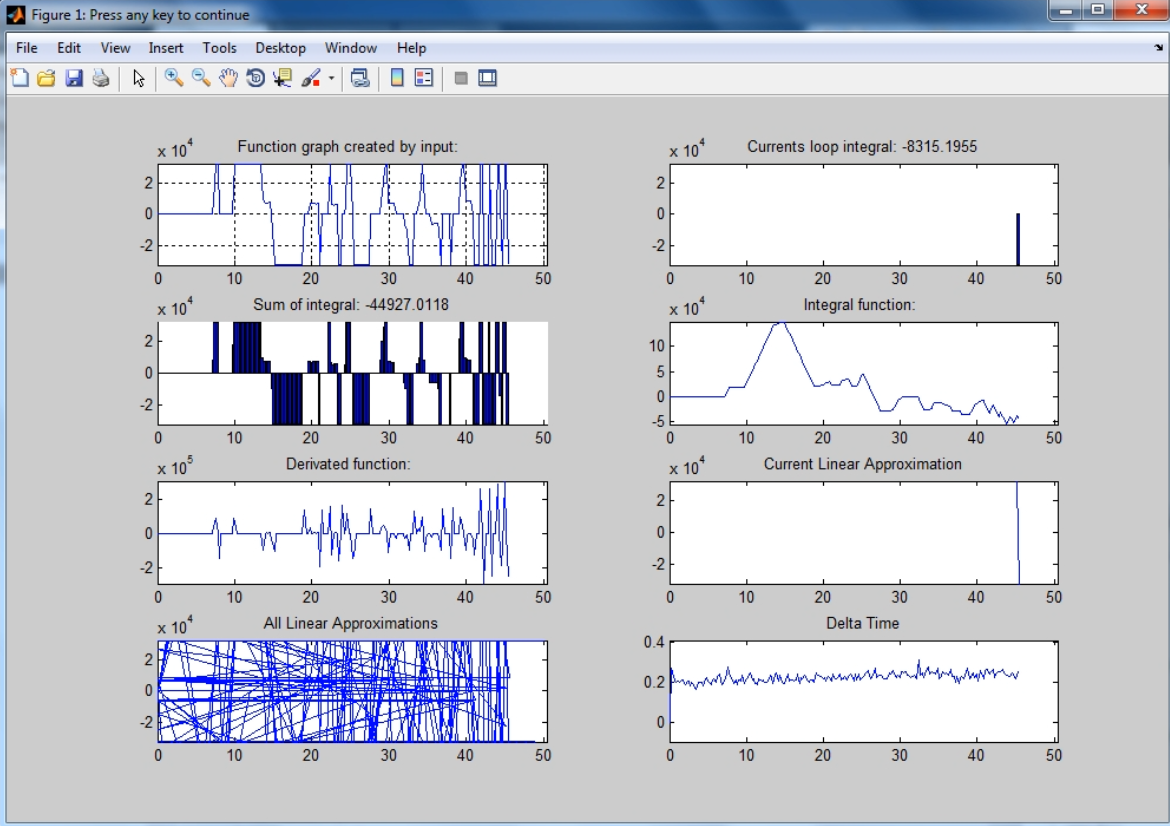 Figure 1: Press any key to continue
File Edit View Insert Tools Desktop Window Help
x 10^4 Function graph created by input:
2
0
-2
0 10 20 30 40 50
x 10^4 Currents loop integral: -8315.1955
2
0
-2
0 10 20 30 40 50
x 10^4 Sum of integral: -44927.0118
2
0
-2
0 10 20 30 40 50
x 10^4 Integral function:
10
5
0
-5
0 10 20 30 40 50
x 10^5 Derivated function:
2
0
-2
0 10 20 30 40 50
x 10^4 Current Linear Approximation
2
0
-2
0 10 20 30 40 50
x 10^4 All Linear Approximations
2
0
-2
0 10 20 30 40 50
Delta Time
0.4
0.2
0
0 10 20 30 40 50